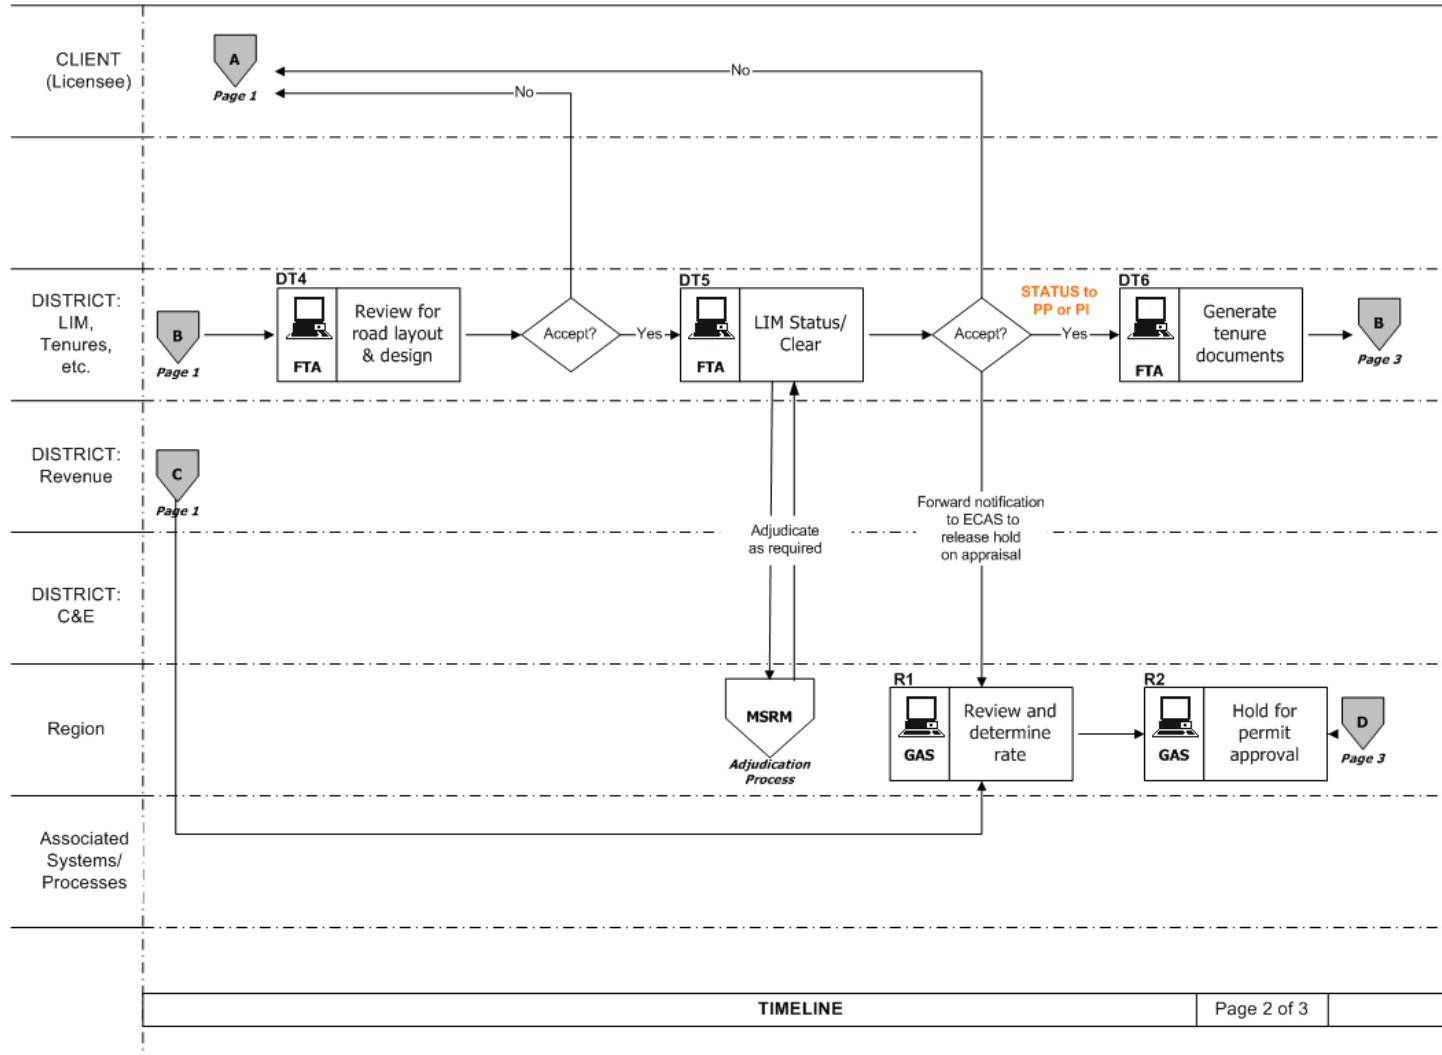 CLIENT
(Licensee)
A
Page 1
No
No
DISTRICT:
LIM,
Tenures,
etc.
B
Page 1
DT4
FTA
Review for
road layout
& design
Accept?
Yes
DT5
FTA
LIM Status/
Clear
Accept?
STATUS to
PP or PI
Yes
DT6
FTA
Generate
tenure
documents
B
Page 3
DISTRICT:
Revenue
C
Page 1
Adjudicate
as required
Forward notification
to ECAS to
release hold
on appraisal
DISTRICT:
C&E
Region
MSRM
Adjudication
Process
R1
GAS
Review and
determine
rate
R2
GAS
Hold for
permit
approval
D
Page 3
Associated
Systems/
Processes
TIMELINE
Page 2 of 3